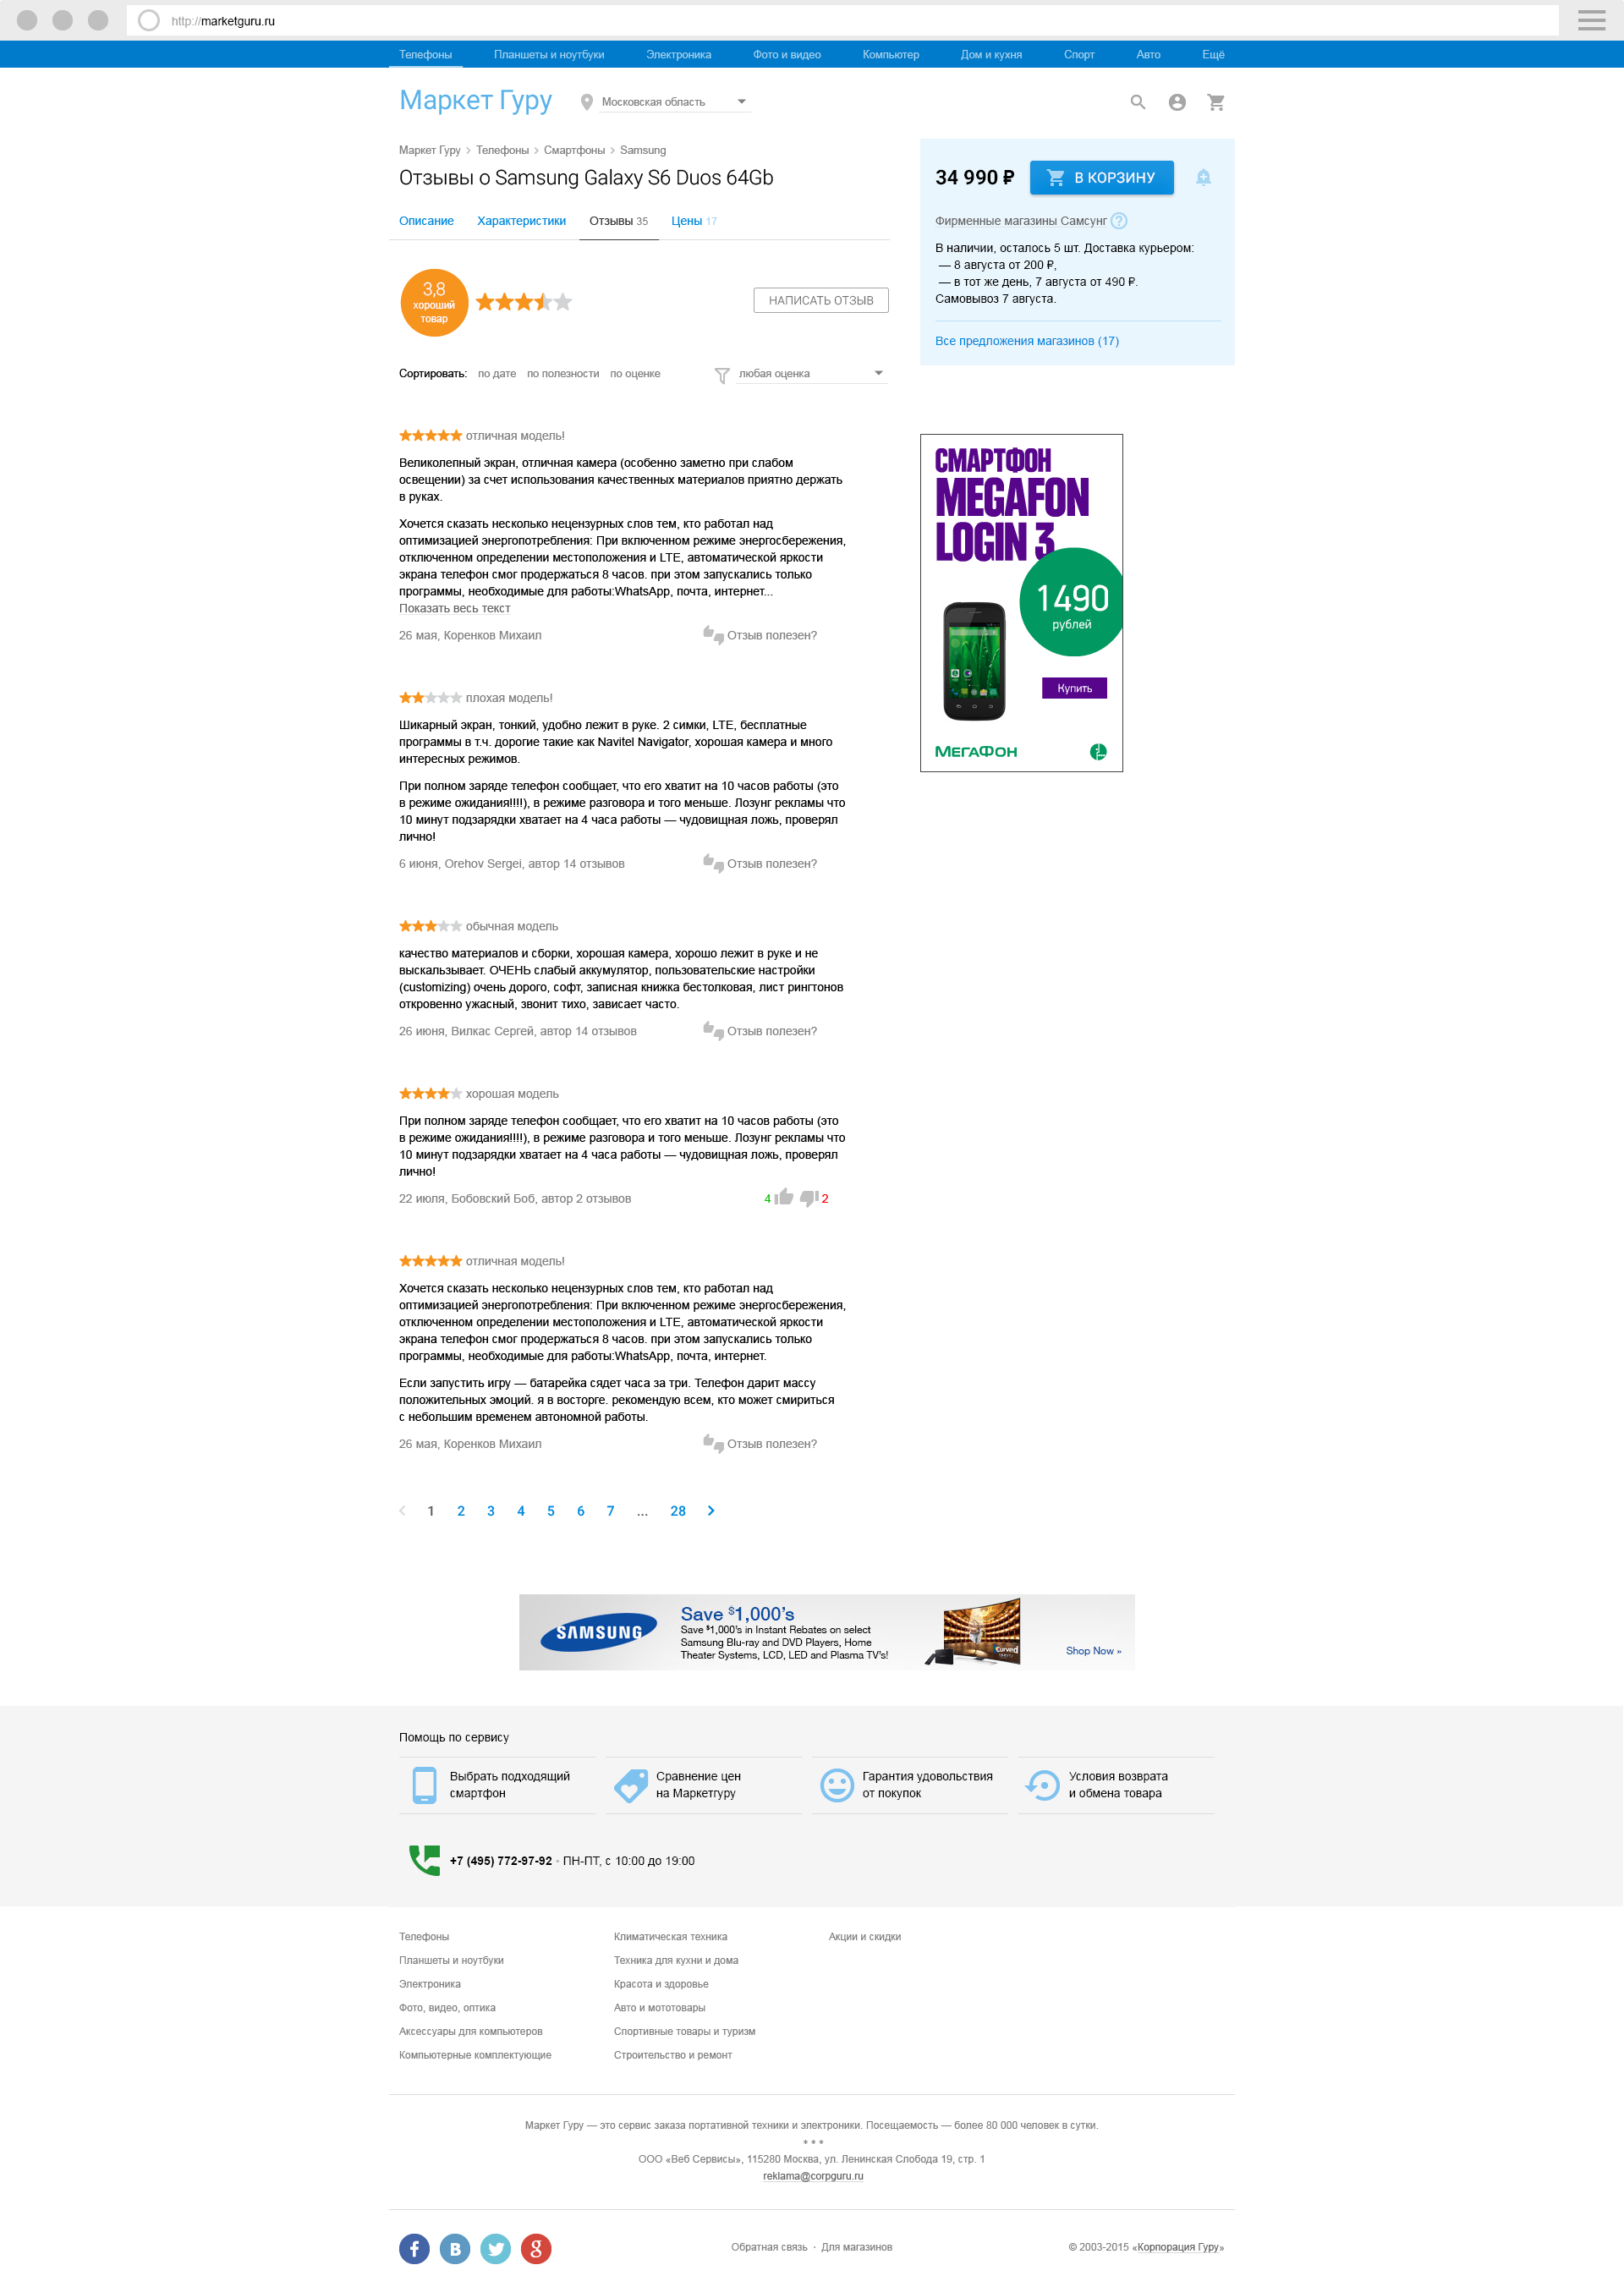 http://marketguru.ru
Телефоны Планшеты и ноутбуки Электроника Фото и видео Компьютер Дом и кухня Спорт Авто Ещё
Маркет Гуру Московская область
Маркет Гуру Телефоны Смартфоны Samsung
Отзывы о Samsung Galaxy S6 Duos 64Gb
Описание Характеристики Отзывы 35 Цены 17
3,8
хороший
товар
НАПИСАТЬ ОТЗЫВ
Сортировать: по дате по полезности по оценке любая оценка
34 990 ₽ В КОРЗИНУ
Фирменные магазины Самсунг ?
В наличии, осталось 5 шт. Доставка курьером:
— 8 августа от 200 ₽,
— в тот же день, 7 августа от 490 ₽.
Самовывоз 7 августа.
Все предложения магазинов (17)
отличная модель!
Великолепный экран, отличная камера (особенно заметно при слабом
освещении) за счет использования качественных материалов приятно держать
в руках.
Хочется сказать несколько нецензурных слов тем, кто работал над
оптимизацией энергопотребления: При включенном режиме энергосбережения,
отключенном определении местоположения и LTE, автоматической яркости
экрана телефон смог продержаться 8 часов. при этом запускались только
программы, необходимые для работы:WhatsApp, почта, интернет...
Показать весь текст
26 мая, Коренков Михаил Отзыв полезен?
СМАРТФОН
MEGAFON
LOGIN 3
1490
рублей
Купить
МЕГАФОН
плохая модель!
Шикарный экран, тонкий, удобно лежит в руке. 2 симки, LTE, бесплатные
программы в т.ч. дорогие такие как Navitel Navigator, хорошая камера и много
интересных режимов.
При полном заряде телефон сообщает, что его хватит на 10 часов работы (это
в режиме ожидания!!!!), в режиме разговора и того меньше. Лозунг рекламы что
10 минут подзарядки хватает на 4 часа работы — чудовищная ложь, проверял
лично!
6 июня, Orehov Sergei, автор 14 отзывов Отзыв полезен?
обычная модель
качество материалов и сборки, хорошая камера, хорошо лежит в руке и не
выскальзывает. ОЧЕНЬ слабый аккумулятор, пользовательские настройки
(customizing) очень дорого, софт, записная книжка бестолковая, лист рингтонов
откровенно ужасный, звонит тихо, зависает часто.
26 июня, Вилкас Сергей, автор 14 отзывов Отзыв полезен?
хорошая модель
При полном заряде телефон сообщает, что его хватит на 10 часов работы (это
в режиме ожидания!!!!), в режиме разговора и того меньше. Лозунг рекламы что
10 минут подзарядки хватает на 4 часа работы — чудовищная ложь, проверял
лично!
22 июля, Бобовский Боб, автор 2 отзывов 4 2
отличная модель!
Хочется сказать несколько нецензурных слов тем, кто работал над
оптимизацией энергопотребления: При включенном режиме энергосбережения,
отключенном определении местоположения и LTE, автоматической яркости
экрана телефон смог продержаться 8 часов. при этом запускались только
программы, необходимые для работы:WhatsApp, почта, интернет.
Если запустить игру — батарейка сядет часа за три. Телефон дарит массу
положительных эмоций. я в восторге. рекомендую всем, кто может смириться
с небольшим временем автономной работы.
26 мая, Коренков Михаил Отзыв полезен?
1 2 3 4 5 6 7 ... 28
SAMSUNG
Save $1,000's
Save $1,000's in Instant Rebates on select
Samsung Blu-ray and DVD Players, Home
Theater Systems, LCD, LED and Plasma TV's!
Curved
Shop Now »
Помощь по сервису
Выбрать подходящий
смартфон
Сравнение цен
на Маркетгуру
Гарантия удовольствия
от покупок
Условия возврата
и обмена товара
+7 (495) 772-97-92 · ПН-ПТ, с 10:00 до 19:00
Телефоны Климатическая техника Акции и скидки
Планшеты и ноутбуки Техника для кухни и дома
Электроника Красота и здоровье
Фото, видео, оптика Авто и мототовары
Аксессуары для компьютеров Спортивные товары и туризм
Компьютерные комплектующие Строительство и ремонт
Маркет Гуру — это сервис заказа портативной техники и электроники. Посещаемость — более 80 000 человек в сутки.
* * *
ООО «Веб Сервисы», 115280 Москва, ул. Ленинская Слобода 19, стр. 1
reklama@corpguru.ru
f B g Обратная связь · Для магазинов © 2003-2015 «Корпорация Гуру»